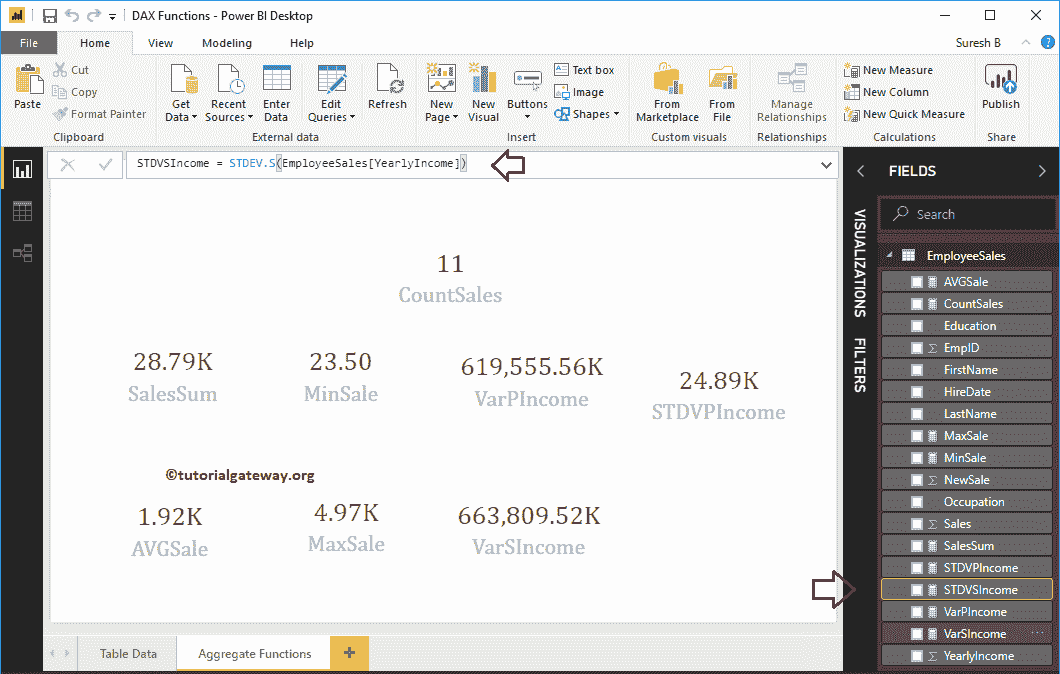 DAX Functions - Power BI Desktop
File Home View Modeling Help Suresh B ?
Paste
Cut
Copy
Format Painter
Clipboard
Get Data
Recent Sources
Enter Data
Edit Queries
External data
Refresh
New Page
New Visual
Buttons
Text box
Image
Shapes
Insert
From Marketplace
From File
Custom visuals
Manage Relationships
Relationships
New Measure
New Column
New Quick Measure
Calculations
Publish
Share
STDVSIncome = STDEV.S(EmployeeSales[YearlyIncome])
11
CountSales
28.79K
SalesSum
23.50
MinSale
619,555.56K
VarPIncome
24.89K
STDVPIncome
©tutorialgateway.org
1.92K
AVGSale
4.97K
MaxSale
663,809.52K
VarSIncome
VISUALIZATIONS
FILTERS
FIELDS
Search
EmployeeSales
AVGSale
CountSales
Education
Σ EmpID
FirstName
HireDate
LastName
MaxSale
MinSale
Σ NewSale
Occupation
Σ Sales
SalesSum
STDVPIncome
STDVSIncome
VarPIncome
VarSIncome ...
Σ YearlyIncome
Table Data Aggregate Functions +